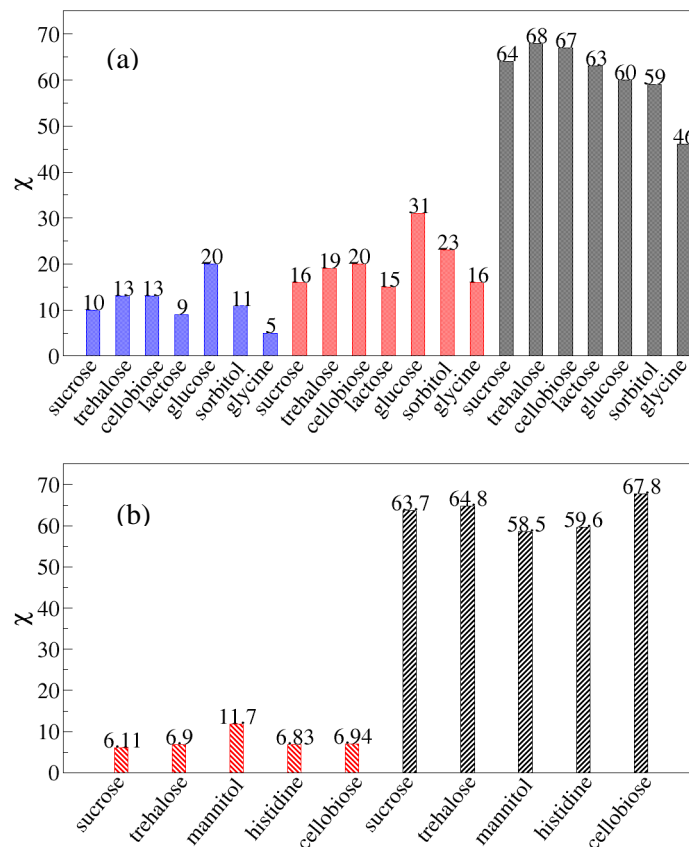 (a)
χ
70
60
50
40
30
20
10
0
10
13
13
9
20
11
5
16
19
20
15
31
23
16
64
68
67
63
60
59
46
sucrose
trehalose
cellobiose
lactose
glucose
sorbitol
glycine
sucrose
trehalose
cellobiose
lactose
glucose
sorbitol
glycine
sucrose
trehalose
cellobiose
lactose
glucose
sorbitol
glycine
(b)
χ
70
60
50
40
30
20
10
0
6.11
6.9
11.7
6.83
6.94
63.7
64.8
58.5
59.6
67.8
sucrose
trehalose
mannitol
histidine
cellobiose
sucrose
trehalose
mannitol
histidine
cellobiose